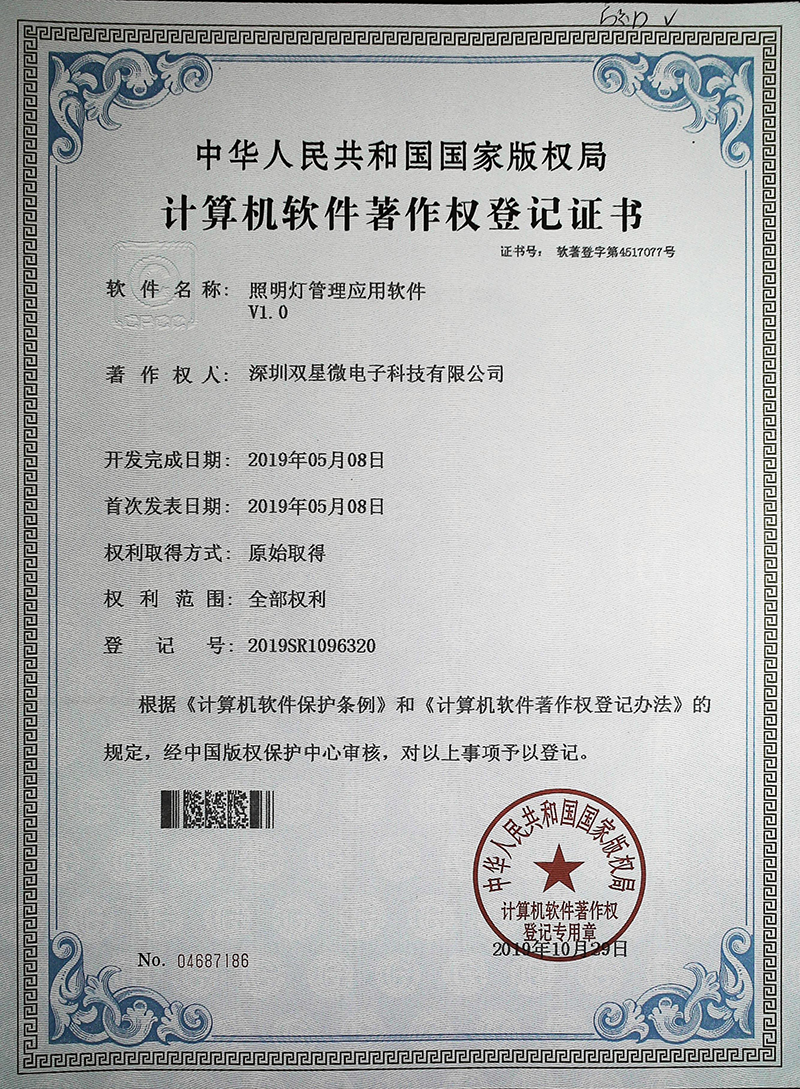 中华人民共和国国家版权局
计算机软件著作权登记证书
证书号： 软著登字第4517077号
软件名称： 照明灯管理应用软件
V1.0
CPCC
著作权人： 深圳双星微电子科技有限公司
开发完成日期： 2019年05月08日
首次发表日期： 2019年05月08日
权利取得方式： 原始取得
权利范围： 全部权利
登记号： 2019SR1096320
根据《计算机软件保护条例》和《计算机软件著作权登记办法》的
规定，经中国版权保护中心审核，对以上事项予以登记。
中华人民共和国国家版权局
计算机软件著作权
登记专用章
2019年10月29日
No. 04687186